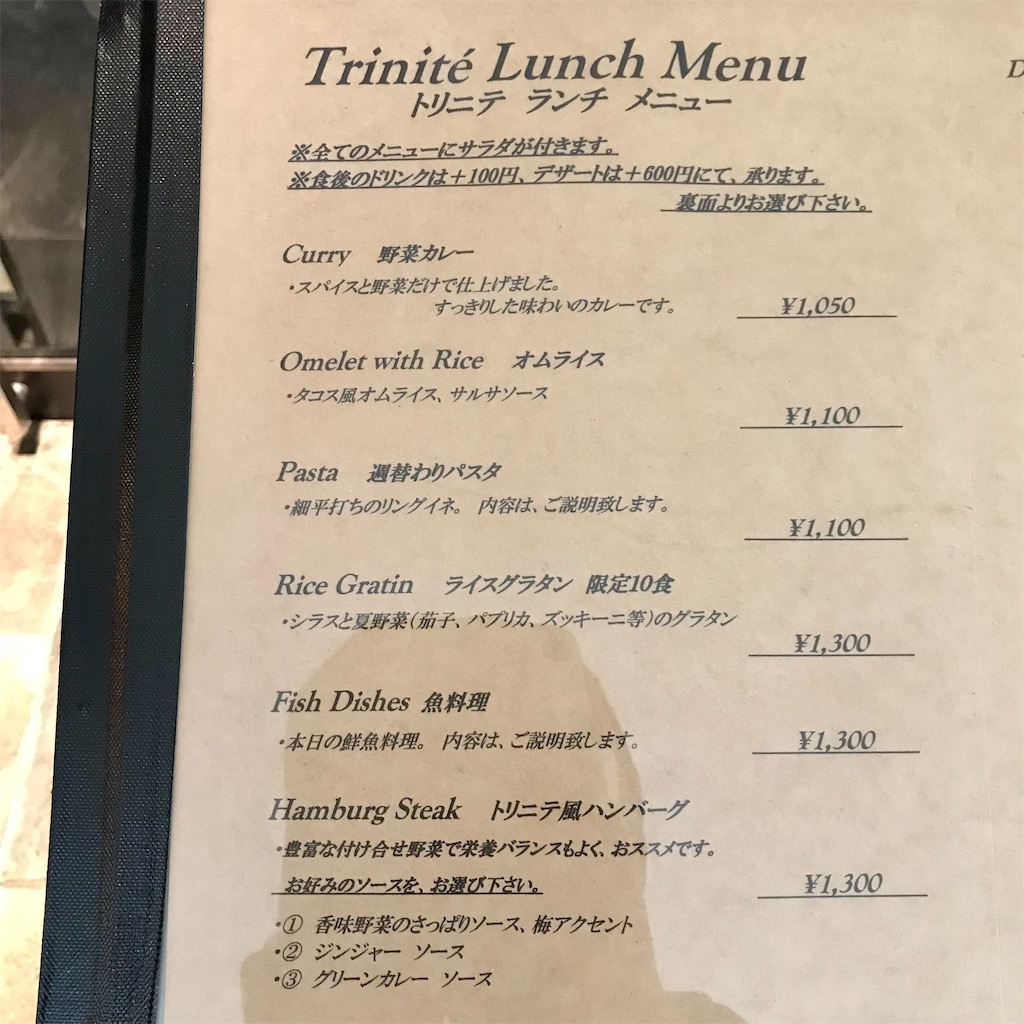 Trinité Lunch Menu
トリニテ ランチ メニュー
※全てのメニューにサラダが付きます。
※食後のドリンクは＋100円、デザートは＋600円にて、承ります。
裏面よりお選び下さい。
Curry 野菜カレー
・スパイスと野菜だけで仕上げました。
すっきりした味わいのカレーです。 ¥1,050
Omelet with Rice オムライス
・タコス風オムライス、サルサソース
¥1,100
Pasta 週替わりパスタ
・細平打ちのリングイネ。 内容は、ご説明致します。
¥1,100
Rice Gratin ライスグラタン 限定10食
・シラスと夏野菜（茄子、パプリカ、ズッキーニ等）のグラタン
¥1,300
Fish Dishes 魚料理
・本日の鮮魚料理。 内容は、ご説明致します。 ¥1,300
Hamburg Steak トリニテ風ハンバーグ
・豊富な付け合せ野菜で栄養バランスもよく、おススメです。
お好みのソースを、お選び下さい。 ¥1,300
・① 香味野菜のさっぱりソース、梅アクセント
・② ジンジャー ソース
・③ グリーンカレー ソース